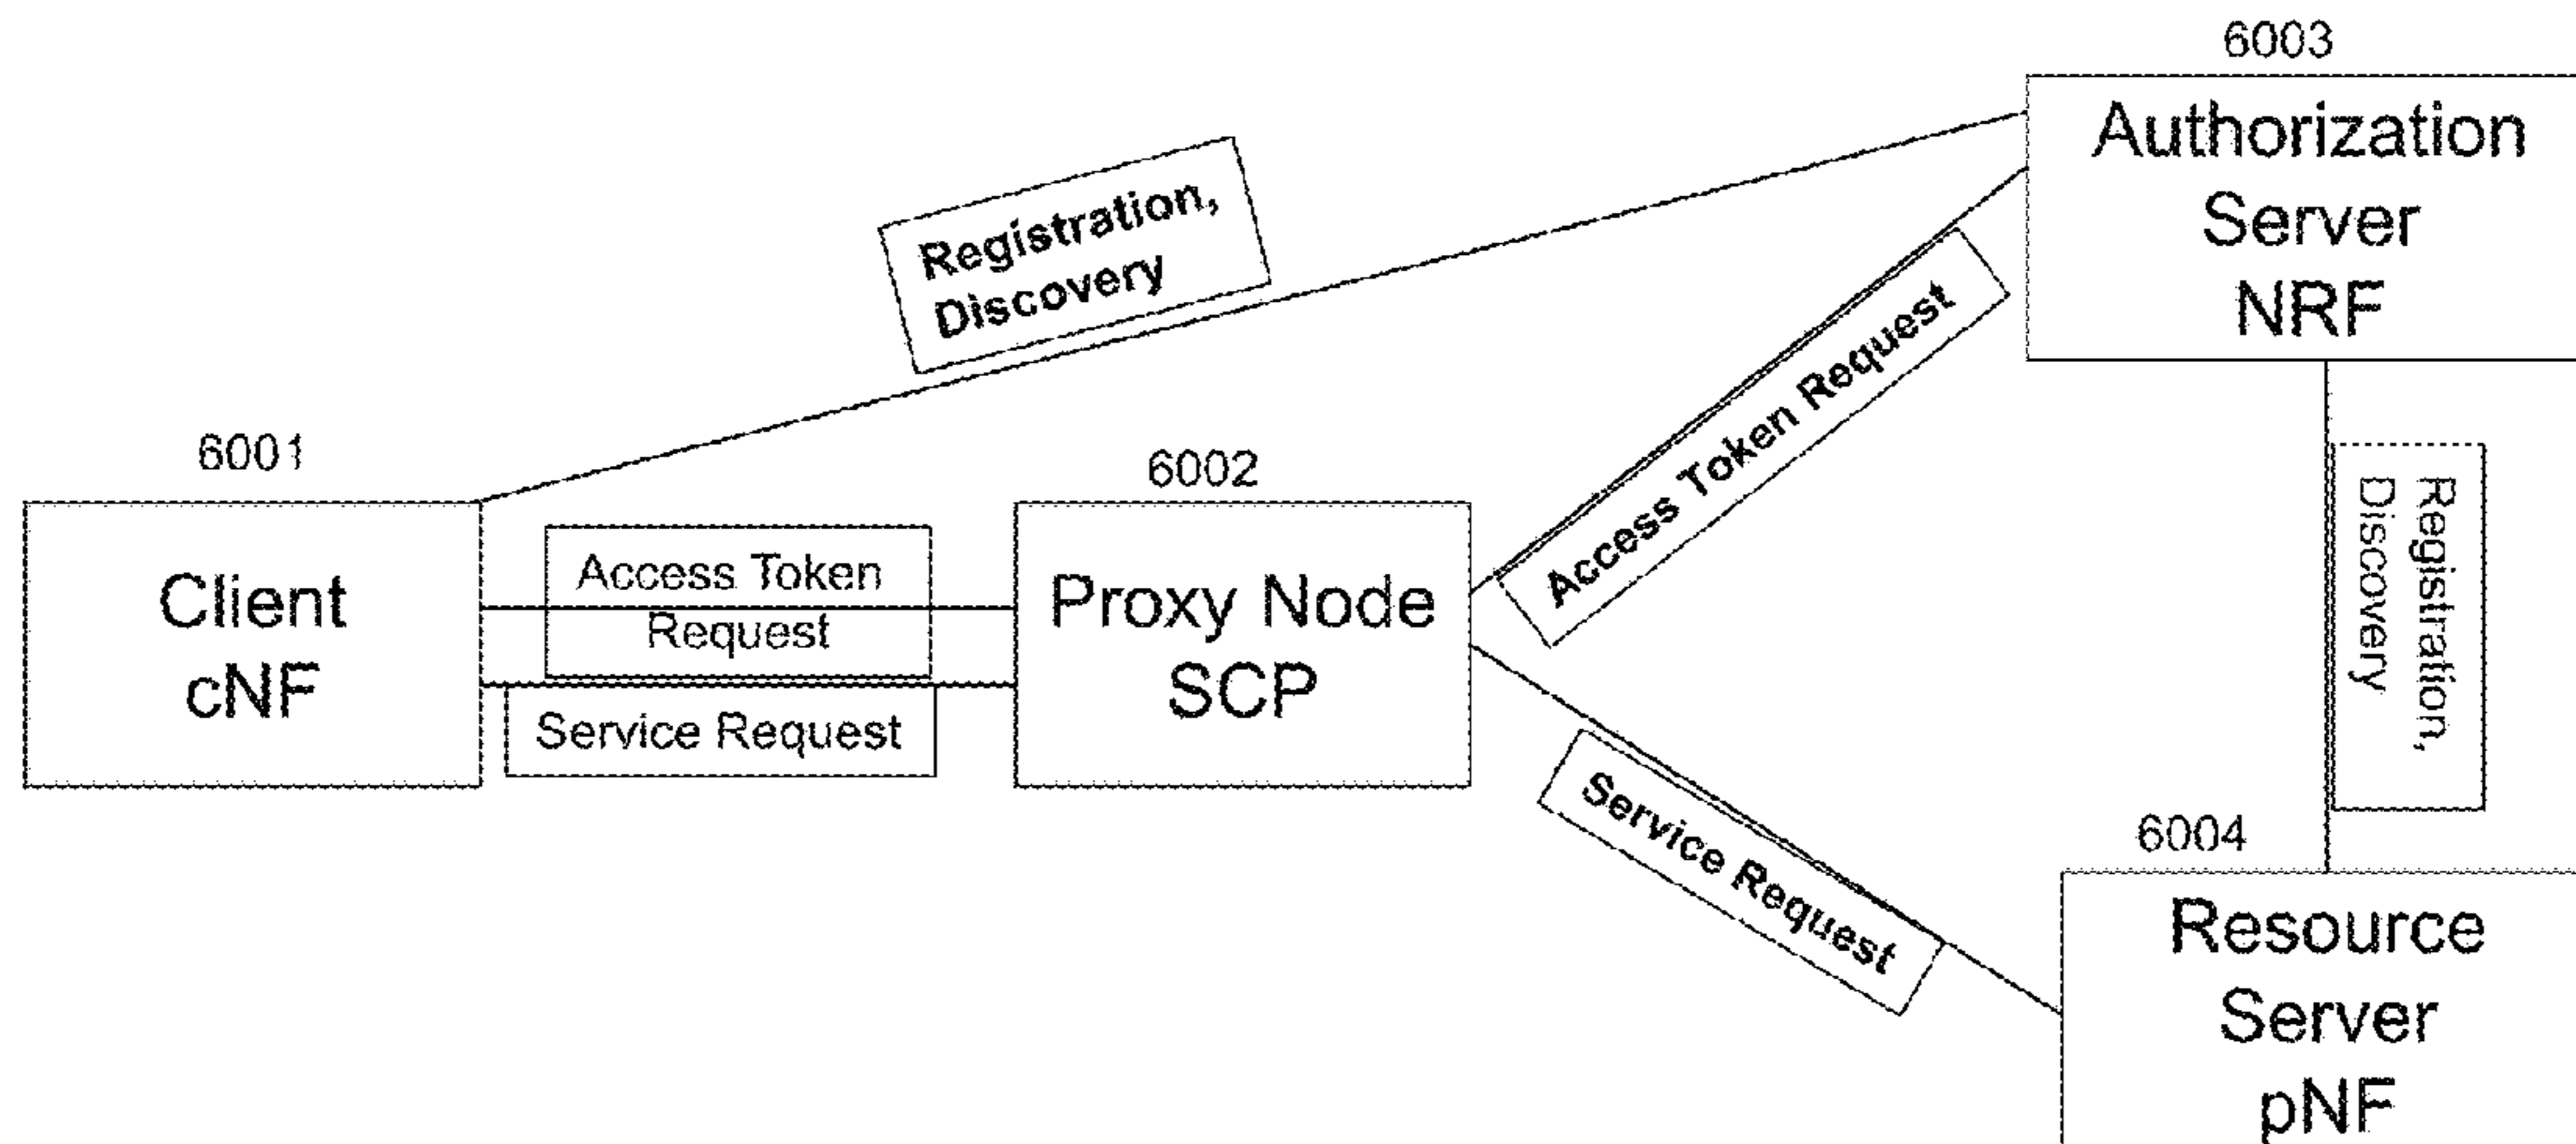 6003
Authorization
Server
NRF
Registration,
Discovery
Access Token Request
6001
Client
cNF
Access Token
Request
Service Request
6002
Proxy Node
SCP
Registration,
Discovery
Service Request
6004
Resource
Server
pNF